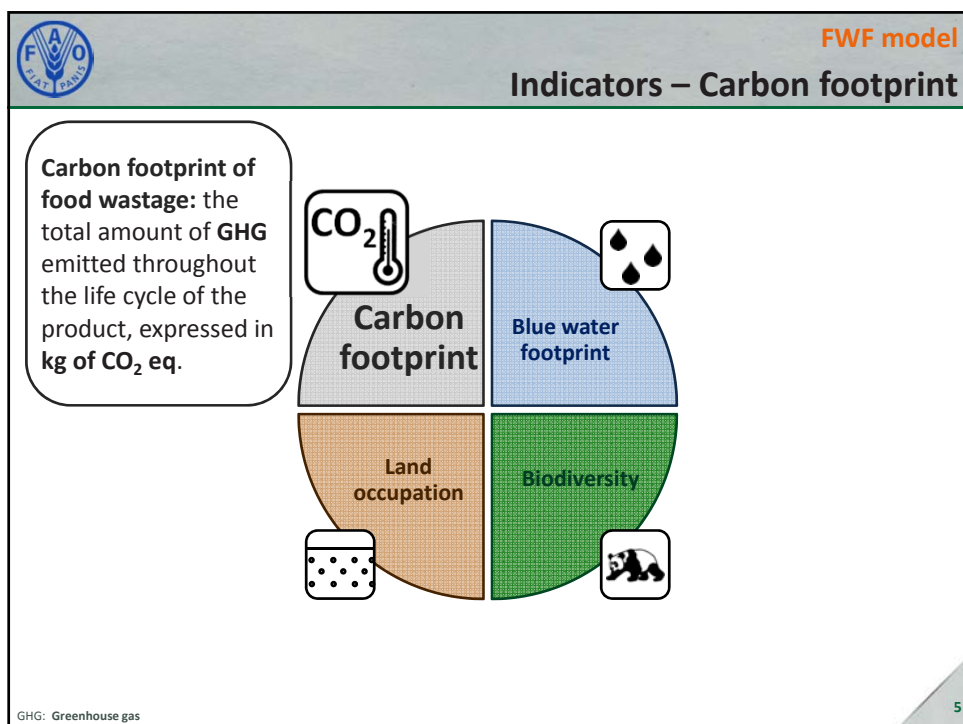 F A O
FIAT PANIS
FWF model
Indicators – Carbon footprint
Carbon footprint of
food wastage: the
total amount of GHG
emitted throughout
the life cycle of the
product, expressed in
kg of CO₂ eq.
CO₂
Carbon
footprint
Blue water
footprint
Land
occupation
Biodiversity
GHG: Greenhouse gas
5